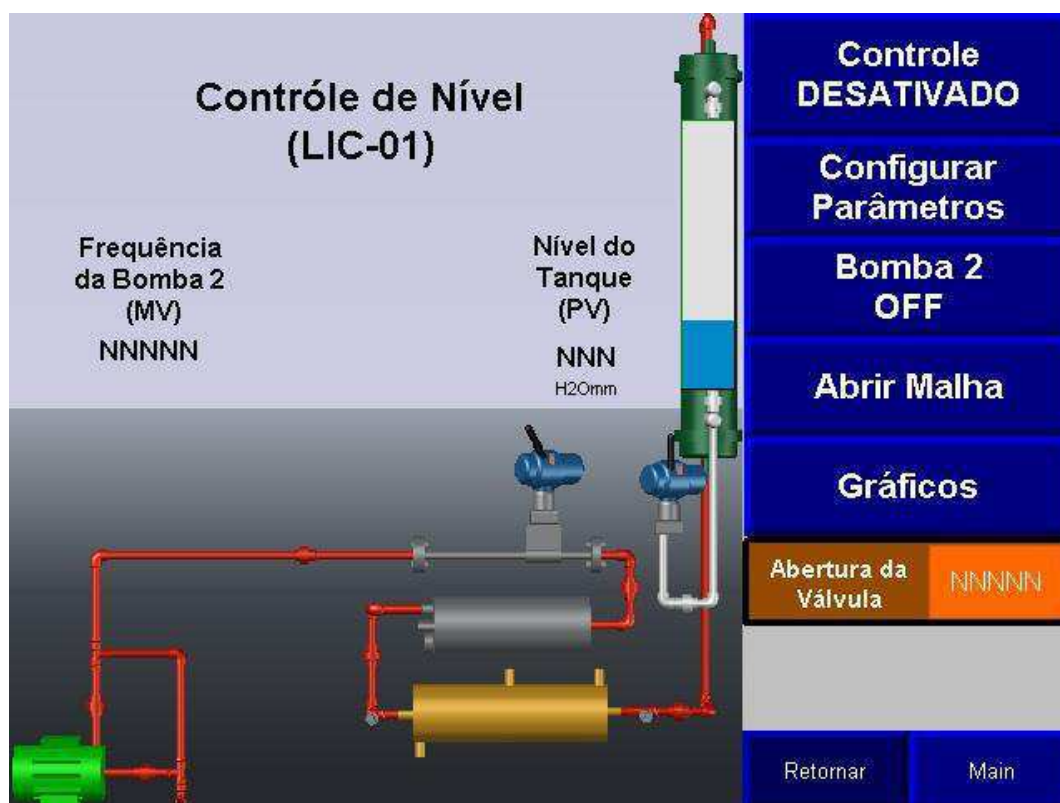 Contróle de Nível
(LIC-01)
Frequência
da Bomba 2
(MV)
NNNNN
Nível do
Tanque
(PV)
NNN
H2Omm
Controle
DESATIVADO
Configurar
Parâmetros
Bomba 2
OFF
Abrir Malha
Gráficos
Abertura da
Válvula
NNNNN
Retornar
Main